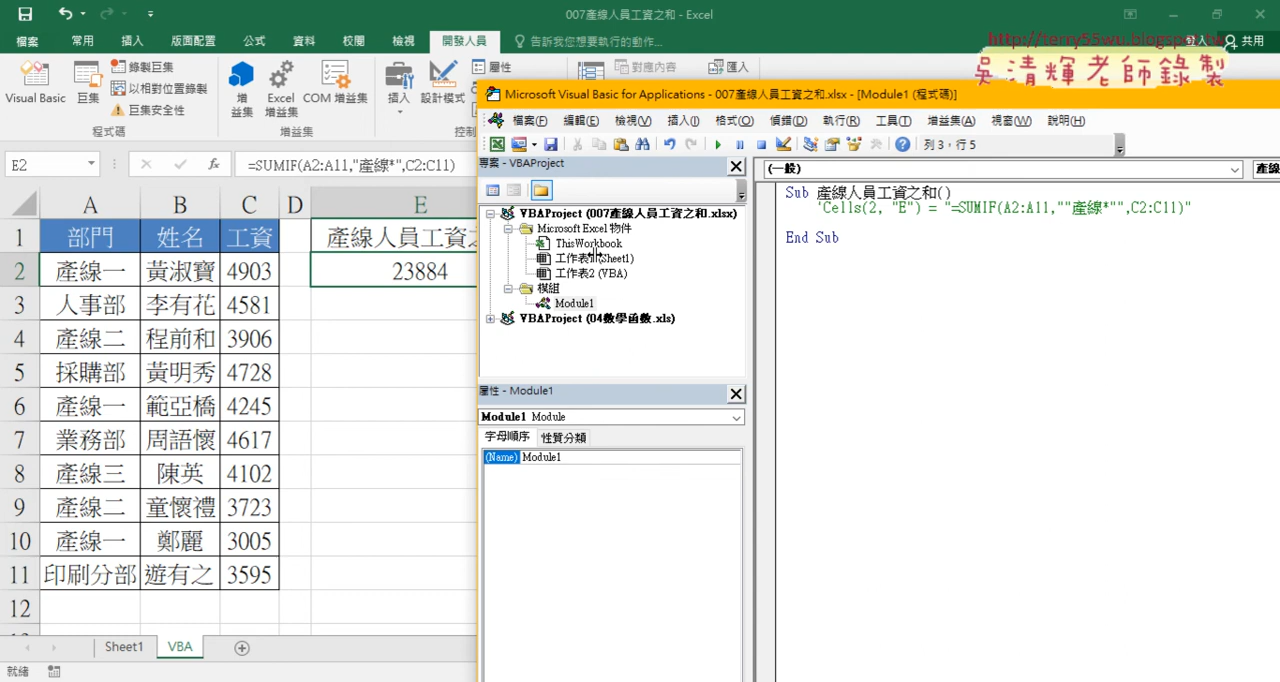 007產線人員工資之和 - Excel
http://terry55wu.blogspot.tw
登入 共用
吳清輝老師錄製
檔案 常用 插入 版面配置 公式 資料 校閱 檢視 開發人員 告訴我您想要執行的動作...
Visual Basic 巨集 錄製巨集 以相對位置錄製 巨集安全性 程式碼
增益集 Excel 增益集 COM 增益集 增益集
插入 設計模式 屬性 控制
對應內容 匯入
E2 fx =SUMIF(A2:A11,"產線*",C2:C11)
A B C D E
1 部門 姓名 工資 產線人員工資之
2 產線一 黃淑寶 4903 23884
3 人事部 李有花 4581
4 產線二 程前和 3906
5 採購部 黃明秀 4728
6 產線一 範亞橋 4245
7 業務部 周語懷 4617
8 產線三 陳英 4102
9 產線二 童懷禮 3723
10 產線一 鄭麗 3005
11 印刷分部 遊有之 3595
12
Sheet1 VBA
就緒
Microsoft Visual Basic for Applications - 007產線人員工資之和.xlsx - [Module1 (程式碼)]
檔案(F) 編輯(E) 檢視(V) 插入(I) 格式(O) 偵錯(D) 執行(R) 工具(T) 增益集(A) 視窗(W) 說明(H)
列 3，行 5
專案 - VBAProject
VBAProject (007產線人員工資之和.xlsx)
Microsoft Excel 物件
ThisWorkbook
工作表1 (Sheet1)
工作表2 (VBA)
模組
Module1
VBAProject (04數學函數.xls)
屬性 - Module1
Module1 Module
字母順序 性質分類
(Name) Module1
(一般) 產線
Sub 產線人員工資之和()
'Cells(2, "E") = "=SUMIF(A2:A11,""產線*"",C2:C11)"
End Sub